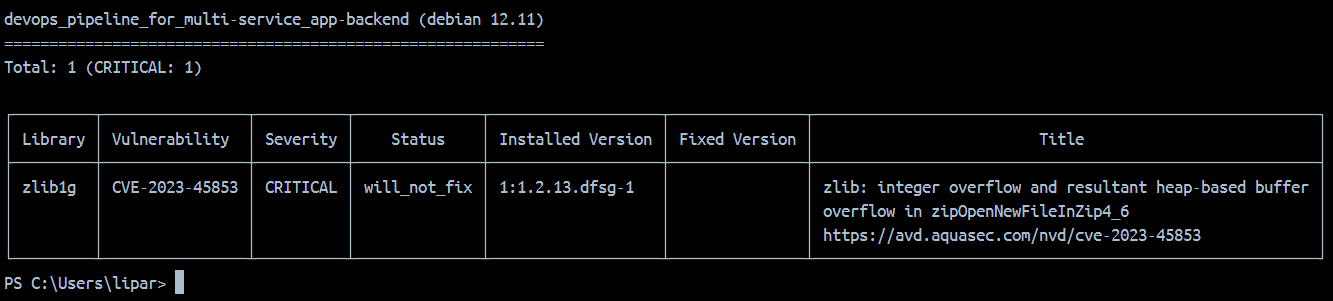 devops_pipeline_for_multi-service_app-backend (debian 12.11)
============================================================
Total: 1 (CRITICAL: 1)
Library Vulnerability Severity Status Installed Version Fixed Version Title
zlib1g CVE-2023-45853 CRITICAL will_not_fix 1:1.2.13.dfsg-1 zlib: integer overflow and resultant heap-based buffer
overflow in zipOpenNewFileInZip4_6
https://avd.aquasec.com/nvd/cve-2023-45853
PS C:\Users\lipar>